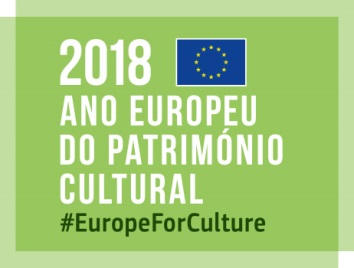 2018
ANO EUROPEU
DO PATRIMÓNIO
CULTURAL
#EuropeForCulture